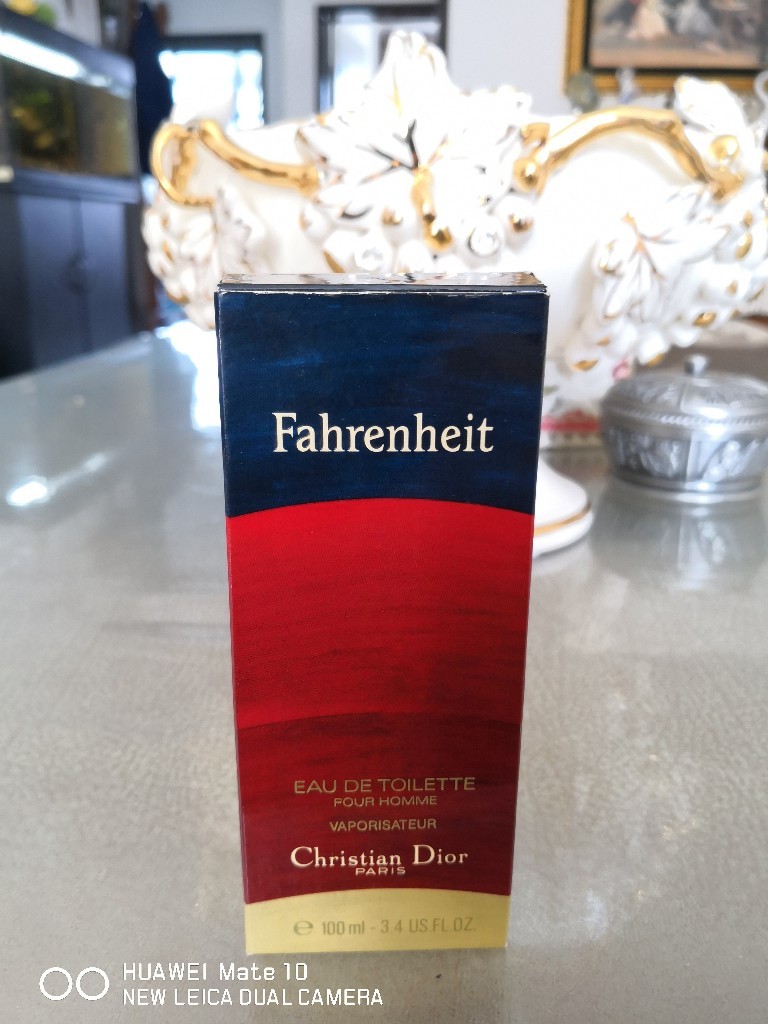 Fahrenheit
EAU DE TOILETTE
POUR HOMME
VAPORISATEUR
Christian Dior
PARIS
℮ 100 ml - 3.4 US FL.OZ.
HUAWEI Mate 10
NEW LEICA DUAL CAMERA